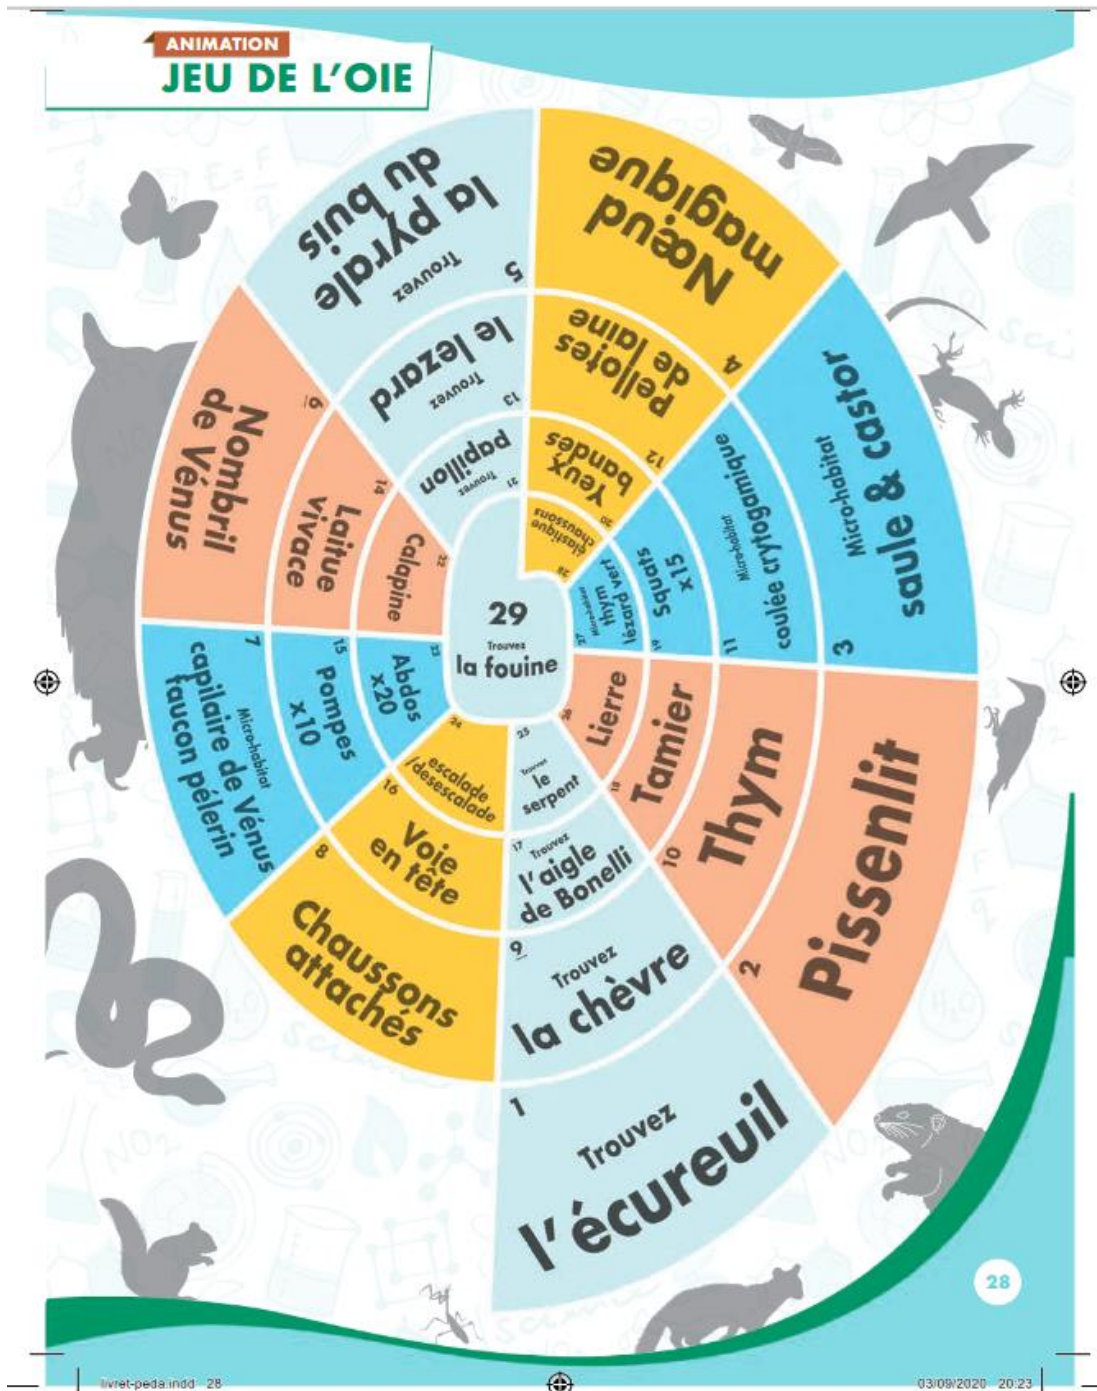 ANIMATION
JEU DE L'OIE
1
Trouvez
l'écureuil
2
Pissenlit
3
Micro-habitat
saule & castor
4
Nœud
magique
5
Trouvez
la pyrale
du buis
6
Nombril
de Vénus
7
Micro-habitat
capilaire de Vénus
faucon pélerin
8
Chaussons
attachés
9
Trouvez
la chèvre
10
Thym
11
Micro-habitat
coulée crytogamique
12
Pellotes
de laine
13
Trouvez
le lezard
14
Laitue
vivace
15
Pompes
x10
16
Voie
en tête
17
Trouvez
l'aigle
de Bonelli
18
Tamier
19
Squats
x15
20
Yeux
bandés
21
Trouvez
papillon
22
Calapine
23
Abdos
x20
24
escalade
/desescalade
25
Trouvez
le
serpent
26
Lierre
27
Micro-habitat
thym
lézard vert
28
élastique
chaussons
29
Trouvez
la fouine
28
livret-peda.indd 28
03/09/2020 20:23